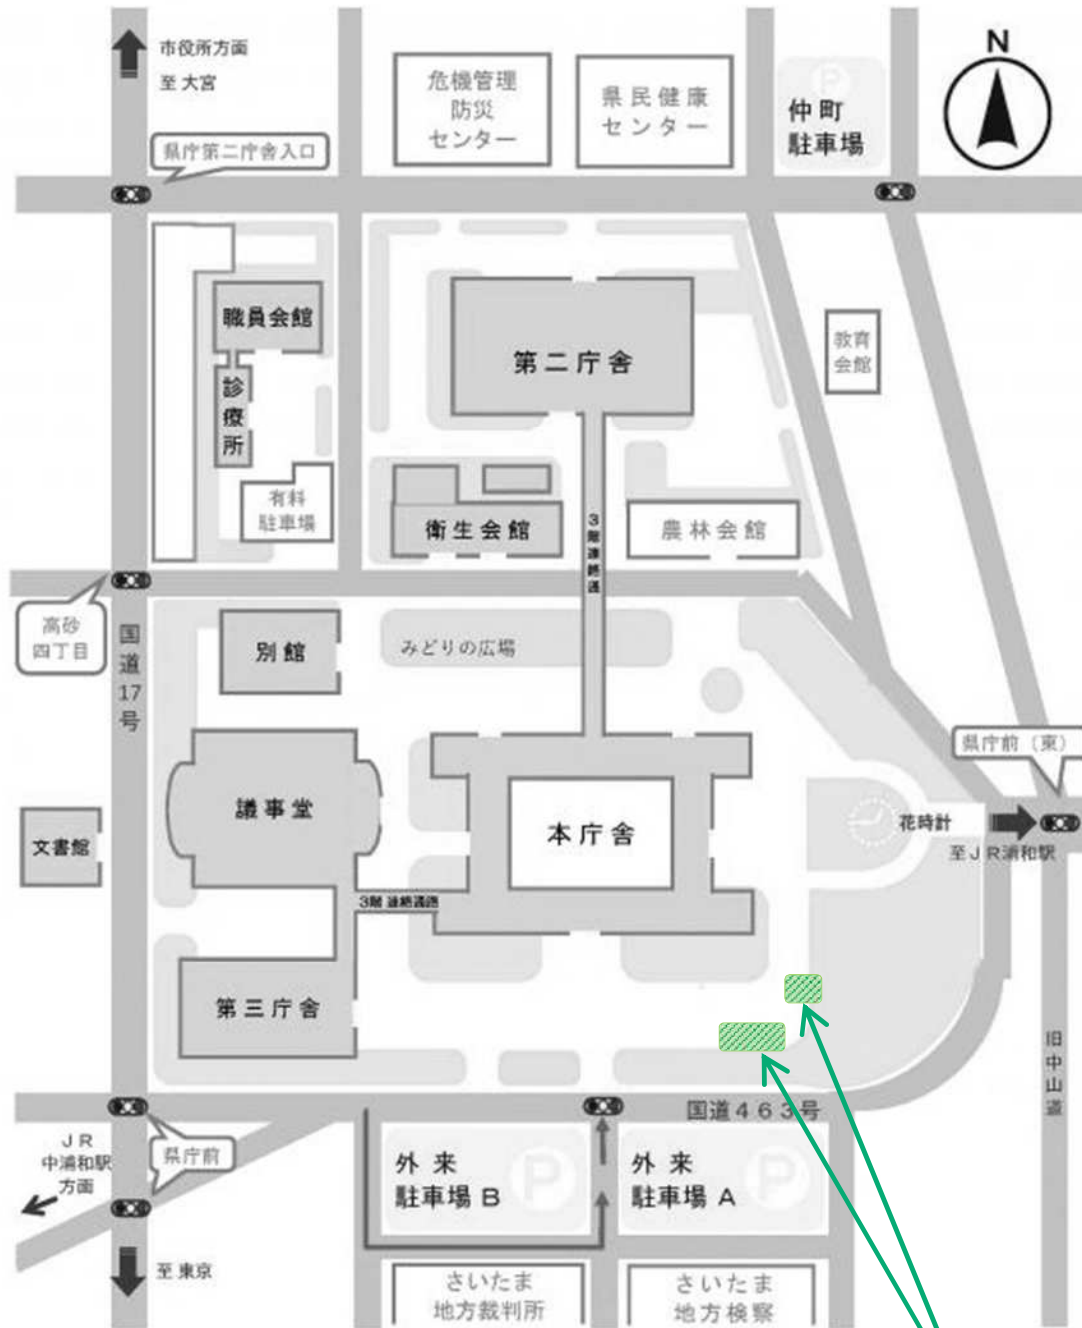 市役所方面
至 大宮
N
危機管理
防災
センター
県民健康
センター
P
仲町
駐車場
県庁第二庁舎入口
職員会館
診療所
有料
駐車場
第二庁舎
教育
会館
衛生会館
3階連絡通
農林会館
高砂
四丁目
国道17号
別館
みどりの広場
県庁前（東）
議事堂
本庁舎
花時計
至JR浦和駅
文書館
3階 連絡通路
第三庁舎
旧中山道
国道463号
JR
中浦和駅
方面
県庁前
外来
駐車場 B
P
外来
駐車場 A
P
至 東京
さいたま
地方裁判所
さいたま
地方検察